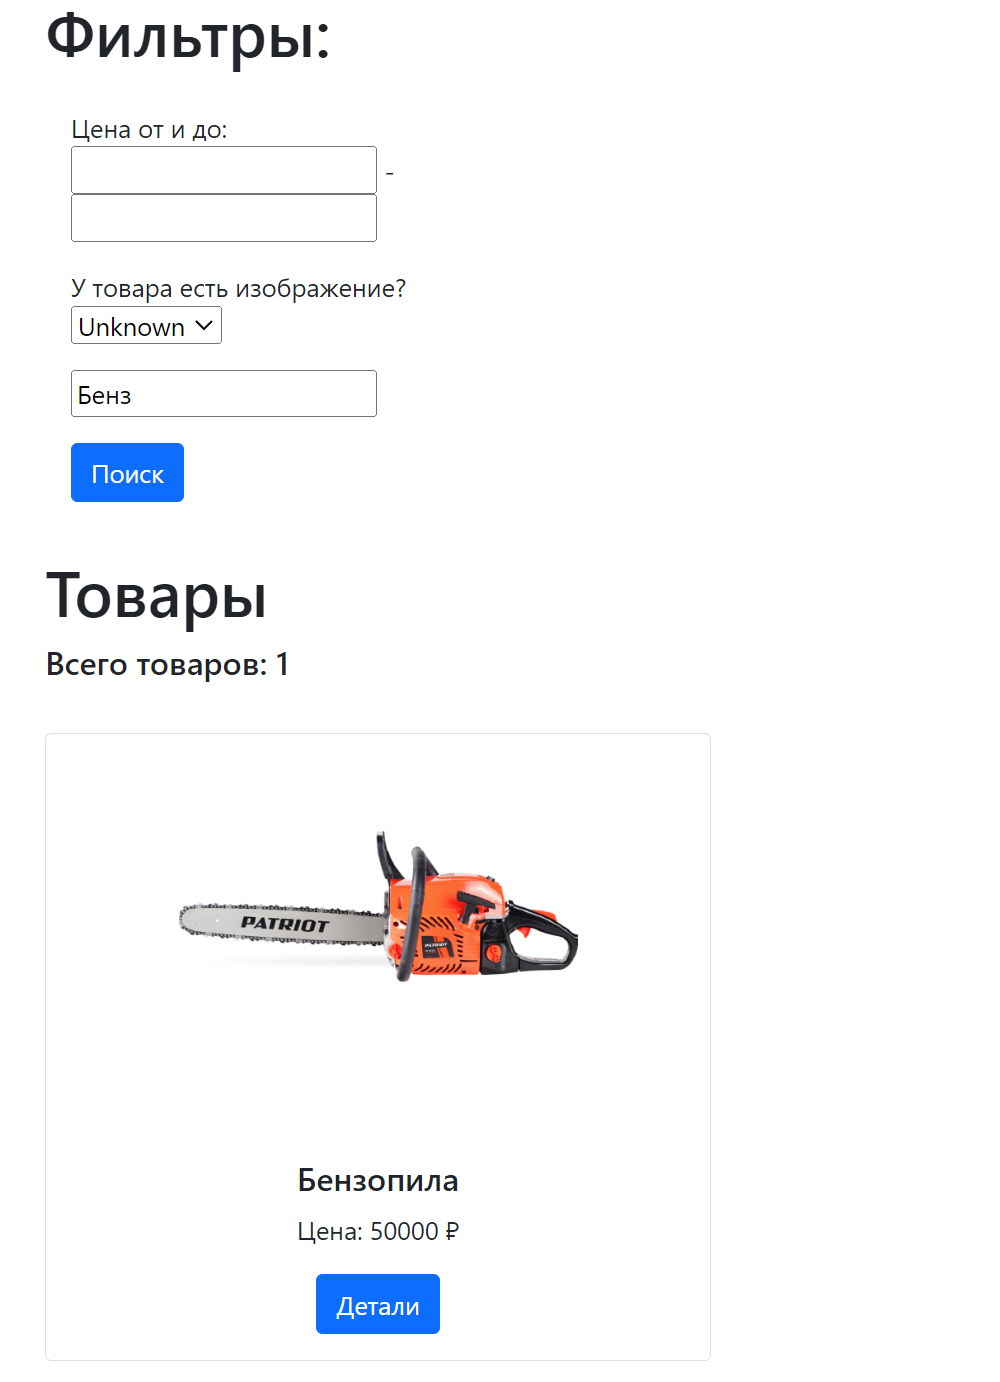 Фильтры:
Цена от и до:
-
У товара есть изображение?
Unknown
Бенз
Поиск
Товары
Всего товаров: 1
PATRIOT
PATRIOT
Бензопила
Цена: 50000 ₽
Детали